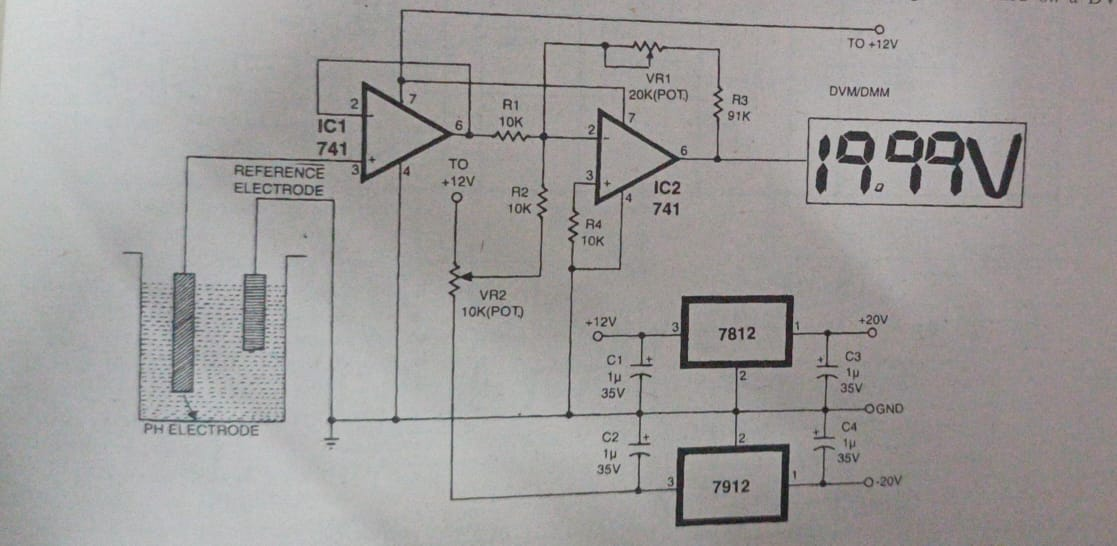 TO +12V
DVM/DMM
VR1
20K(POT.)
R3
91K
7
2
IC1
741
6
R1
10K
7
2
-
19.99V
+
3
4
REFERENCE
ELECTRODE
TO
+12V
6
IC2
741
3
+
4
R2
10K
R4
10K
VR2
10K(POT.)
+12V
3
7812
1
+20V
C1
1μ
35V
+
2
+
C3
1μ
35V
GND
PH ELECTRODE
C2
1μ
35V
+
2
+
C4
1μ
35V
3
7912
1
-20V